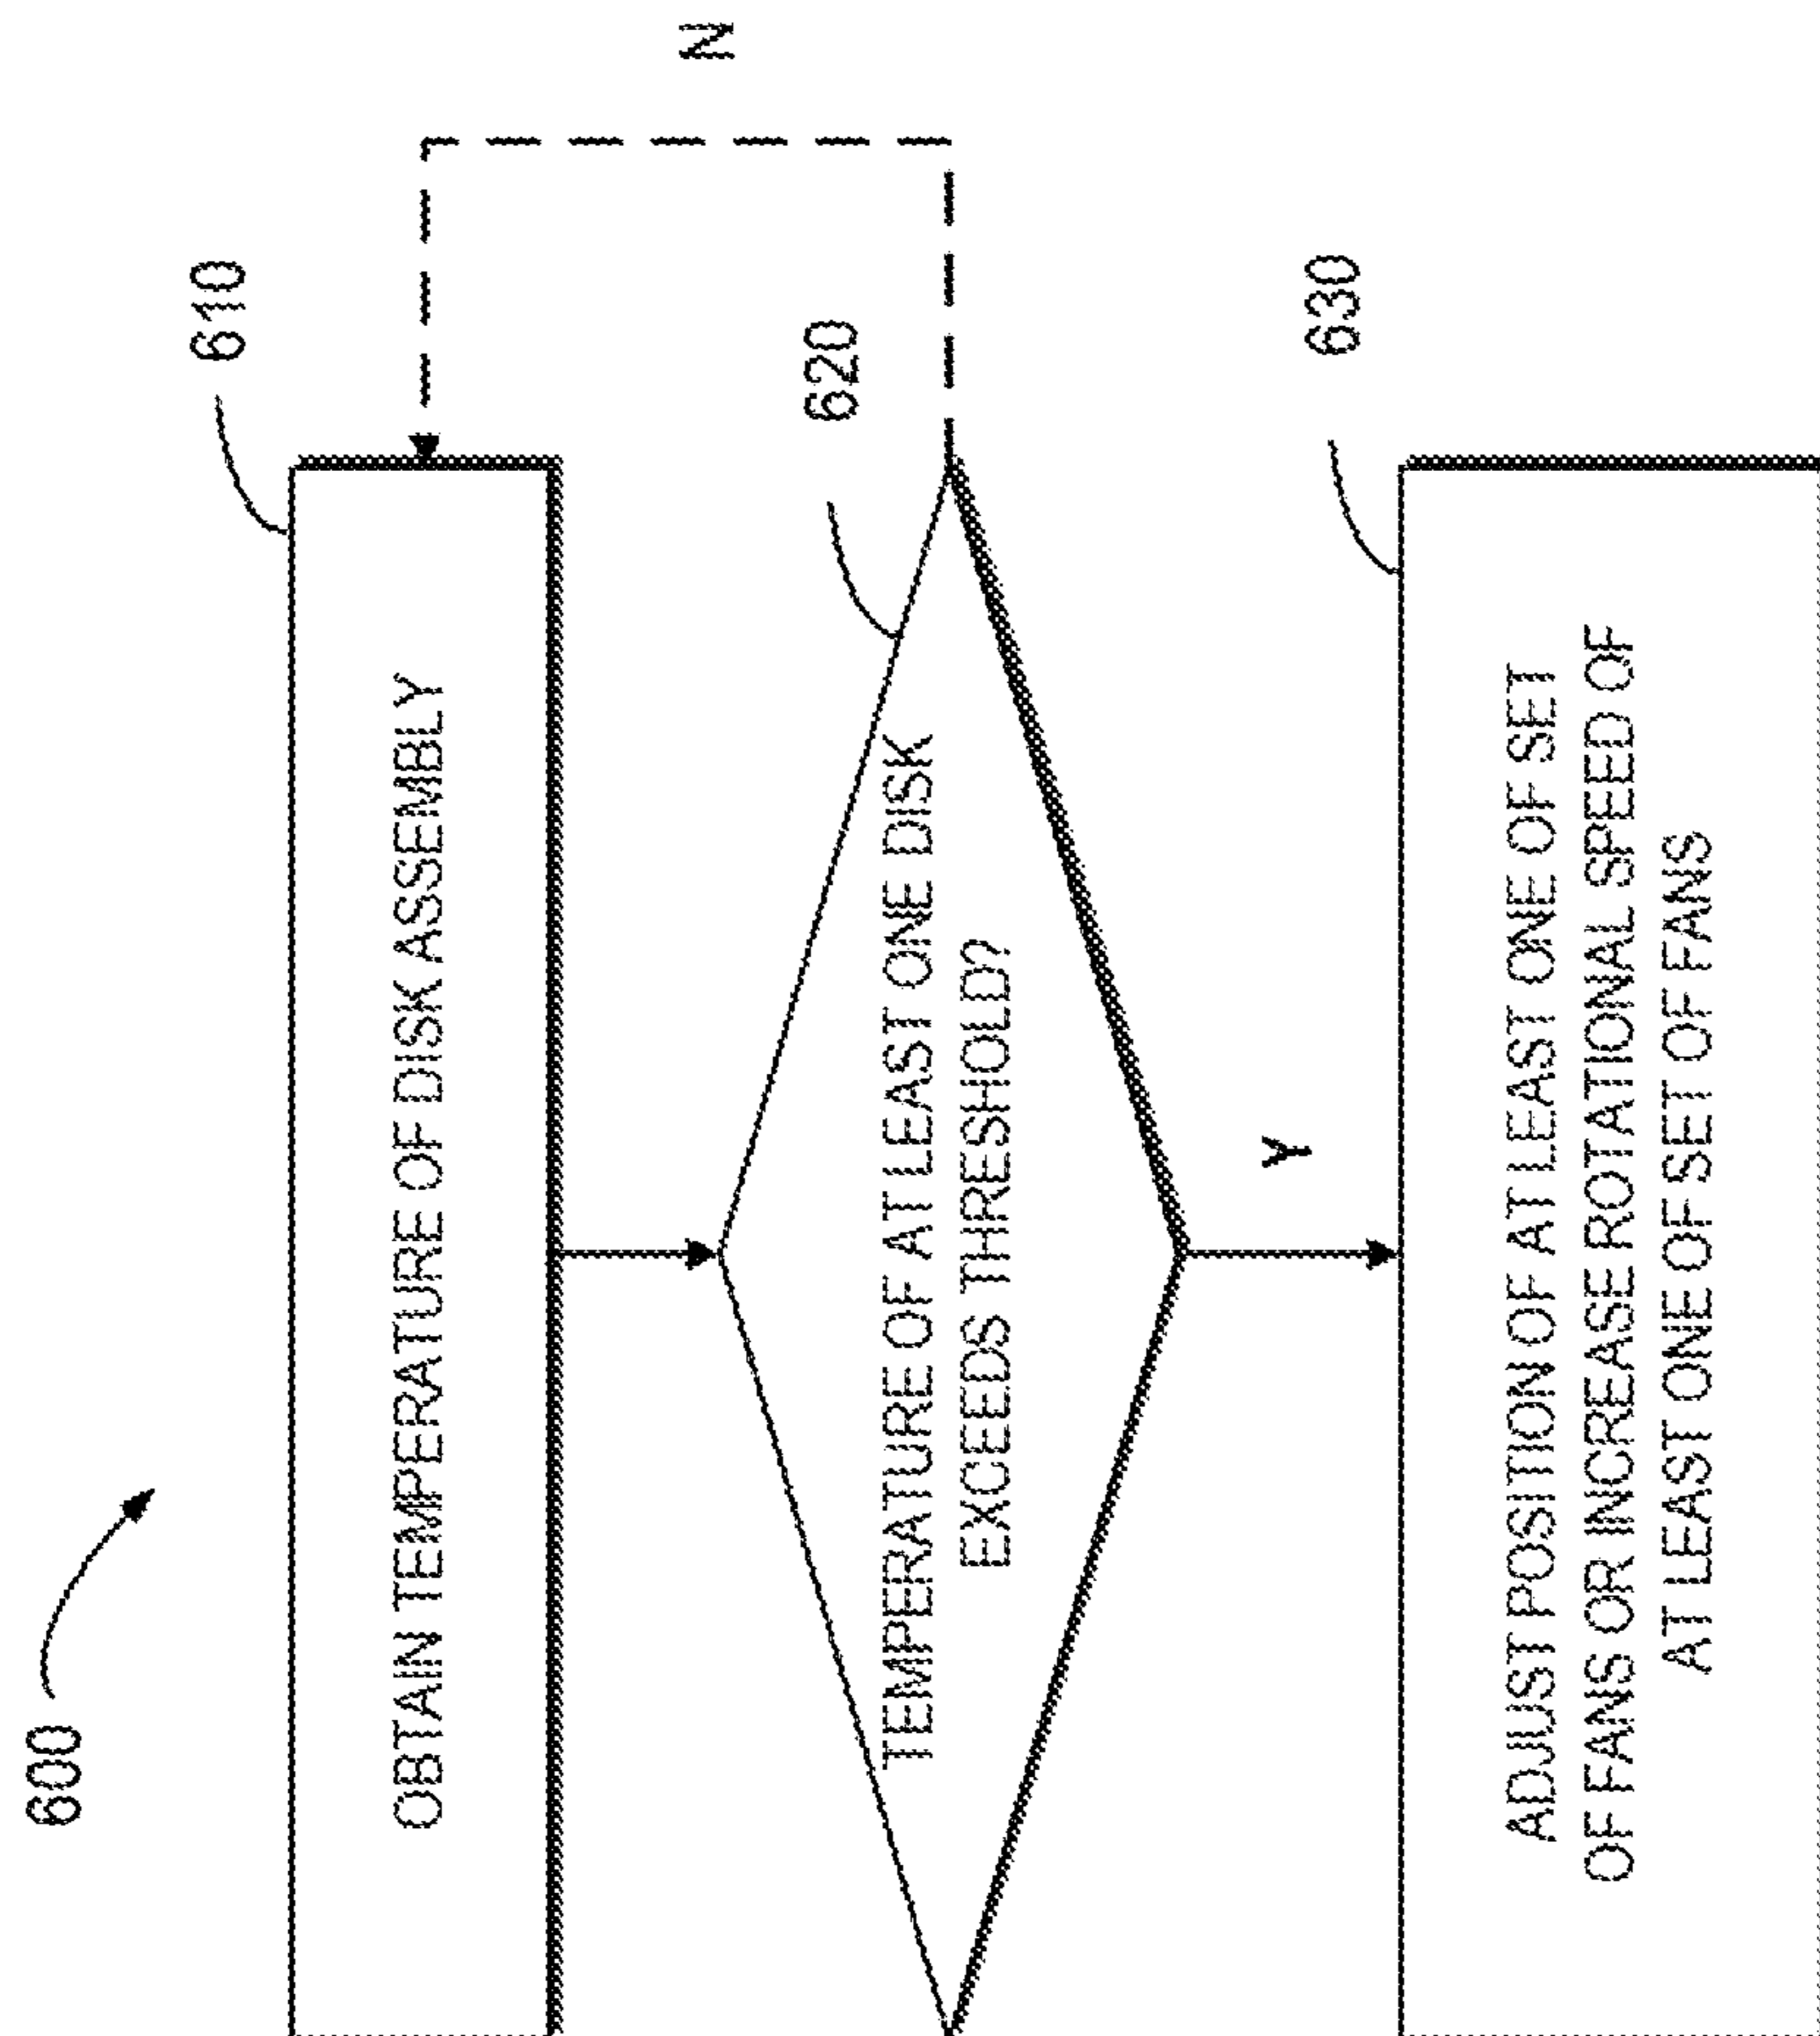 600
610
OBTAIN TEMPERATURE OF DISK ASSEMBLY
N
620
TEMPERATURE OF AT LEAST ONE DISK
EXCEEDS THRESHOLD?
Y
630
ADJUST POSITION OF AT LEAST ONE OF SET
OF FANS OR INCREASE ROTATIONAL SPEED OF
AT LEAST ONE OF SET OF FANS